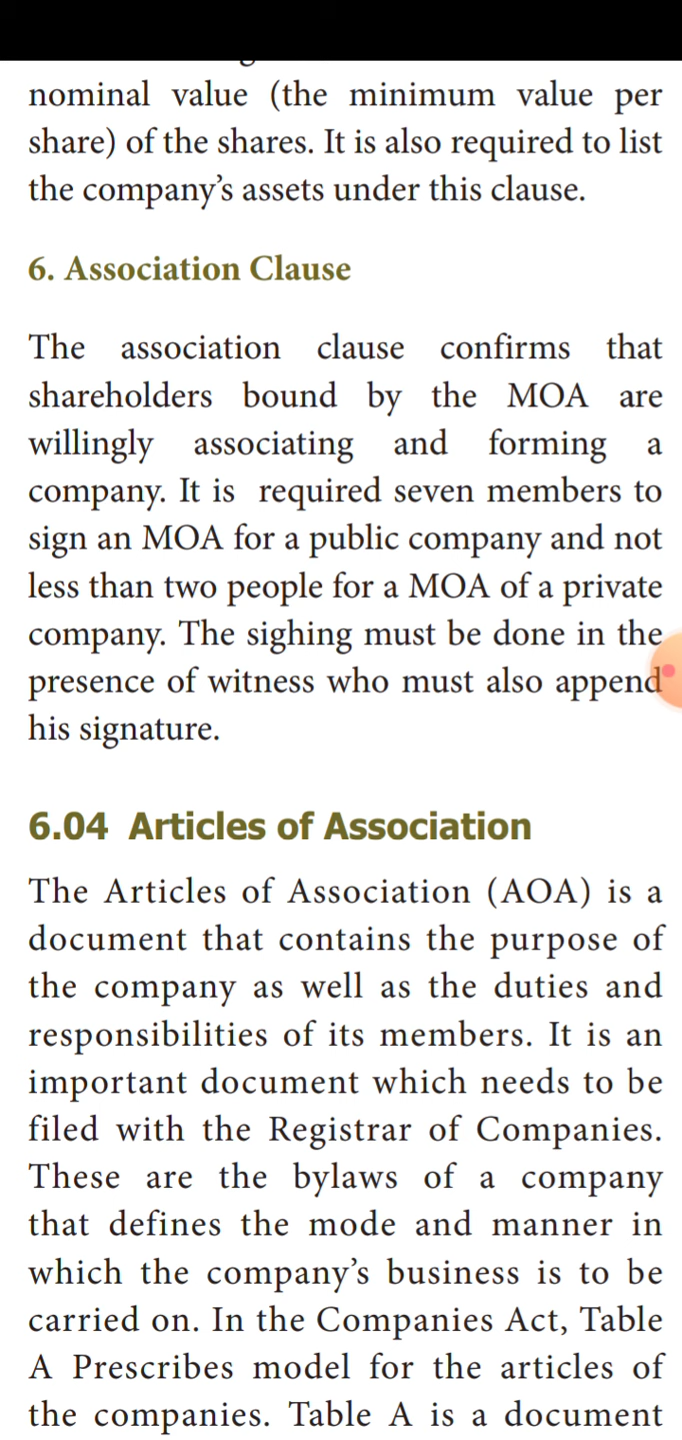 nominal value (the minimum value per
share) of the shares. It is also required to list
the company’s assets under this clause.
6. Association Clause
The association clause confirms that
shareholders bound by the MOA are
willingly associating and forming a
company. It is required seven members to
sign an MOA for a public company and not
less than two people for a MOA of a private
company. The sighing must be done in the
presence of witness who must also append
his signature.
6.04 Articles of Association
The Articles of Association (AOA) is a
document that contains the purpose of
the company as well as the duties and
responsibilities of its members. It is an
important document which needs to be
filed with the Registrar of Companies.
These are the bylaws of a company
that defines the mode and manner in
which the company’s business is to be
carried on. In the Companies Act, Table
A Prescribes model for the articles of
the companies. Table A is a document